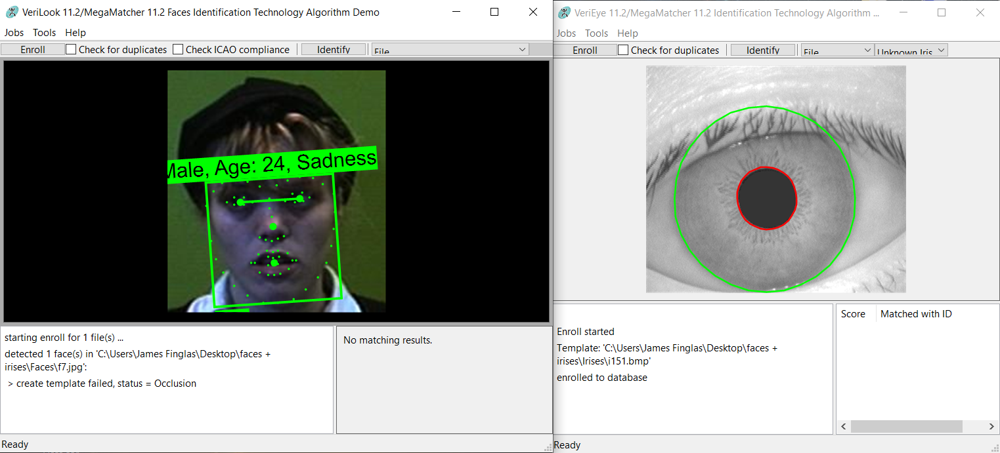 VeriLook 11.2/MegaMatcher 11.2 Faces Identification Technology Algorithm Demo
Jobs Tools Help
Enroll Check for duplicates Check ICAO compliance Identify File
Male, Age: 24, Sadness
starting enroll for 1 file(s) ...
detected 1 face(s) in 'C:\Users\James Finglas\Desktop\faces +
irises\Faces\f7.jpg':
> create template failed, status = Occlusion
No matching results.
Ready
VeriEye 11.2/MegaMatcher 11.2 Identification Technology Algorithm ...
Jobs Tools Help
Enroll Check for duplicates Identify File Unknown Iris
Enroll started
Template: 'C:\Users\James Finglas\Desktop\faces +
irises\Irises\i151.bmp'
enrolled to database
Score Matched with ID
Ready